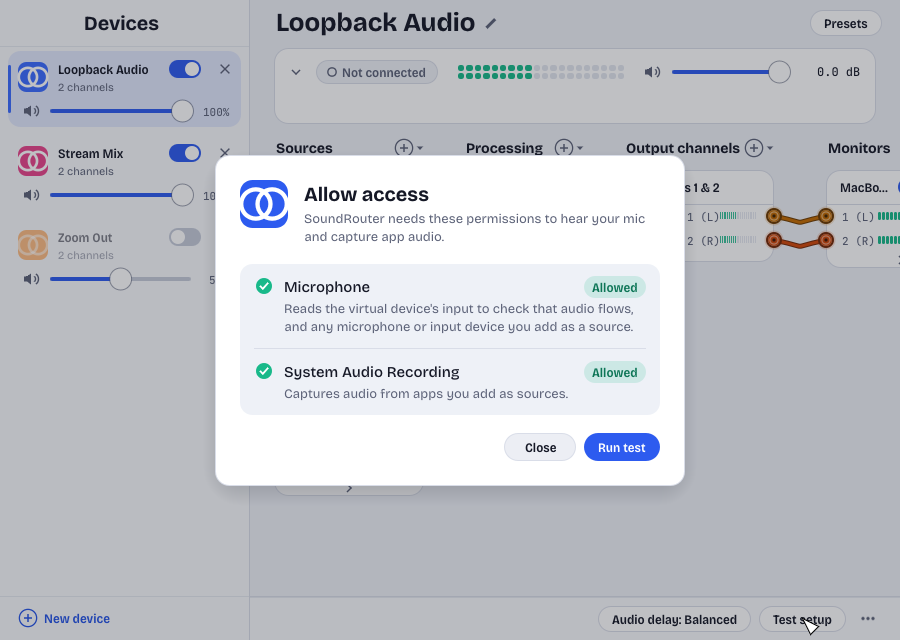 Devices
Loopback Audio
2 channels
100%
Stream Mix
2 channels
10
Zoom Out
2 channels
5
New device
Loopback Audio
Presets
Not connected
0.0 dB
Sources
Processing
Output channels
Monitors
s 1 & 2
1 (L)
2 (R)
MacBo...
1 (L)
2 (R)
Allow access
SoundRouter needs these permissions to hear your mic
and capture app audio.
Microphone
Allowed
Reads the virtual device's input to check that audio flows,
and any microphone or input device you add as a source.
System Audio Recording
Allowed
Captures audio from apps you add as sources.
Close
Run test
Audio delay: Balanced
Test setup